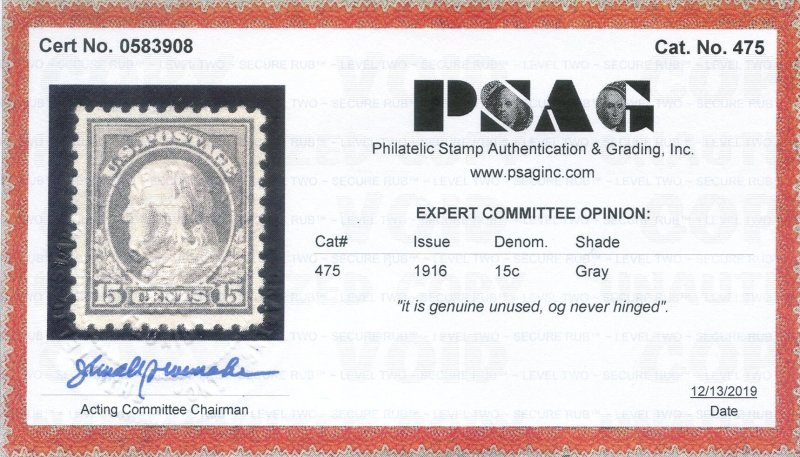 Cert No. 0583908
Cat. No. 475
PSAG
Philatelic Stamp Authentication & Grading, Inc.
www.psaginc.com
EXPERT COMMITTEE OPINION:
Cat# Issue Denom. Shade
475 1916 15c Gray
"it is genuine unused, og never hinged".
U.S. POSTAGE
15 CENTS 15
Acting Committee Chairman
12/13/2019
Date